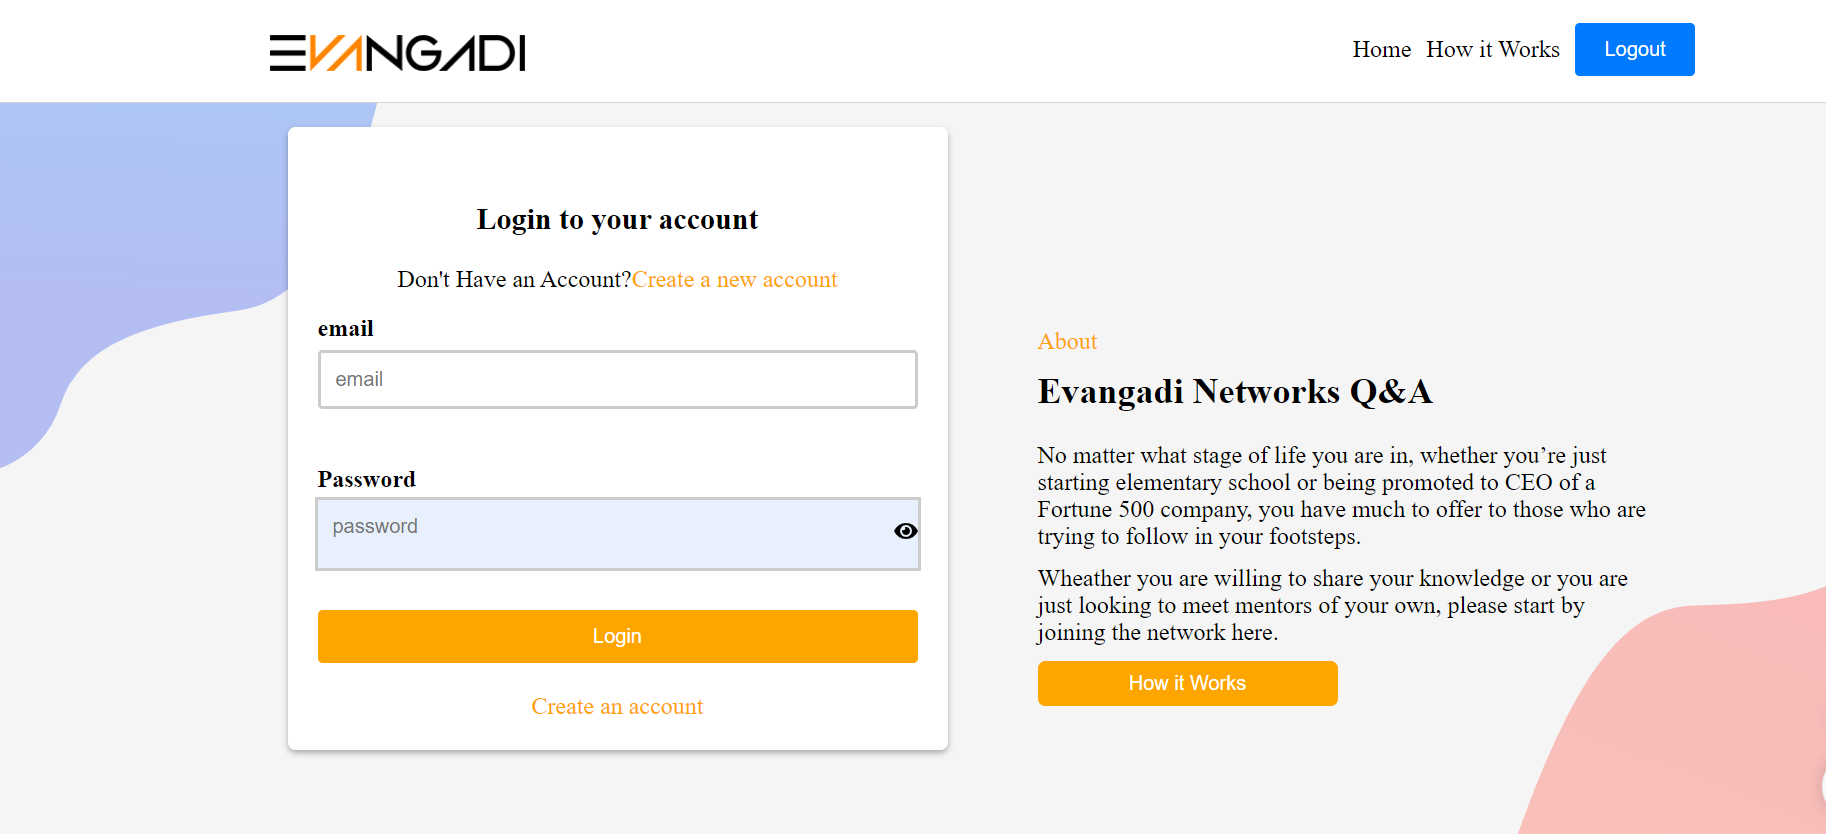 EVANGADI
Home How it Works Logout
Login to your account
Don't Have an Account?Create a new account
email
email
Password
password
Login
Create an account
About
Evangadi Networks Q&A
No matter what stage of life you are in, whether you’re just
starting elementary school or being promoted to CEO of a
Fortune 500 company, you have much to offer to those who are
trying to follow in your footsteps.
Wheather you are willing to share your knowledge or you are
just looking to meet mentors of your own, please start by
joining the network here.
How it Works